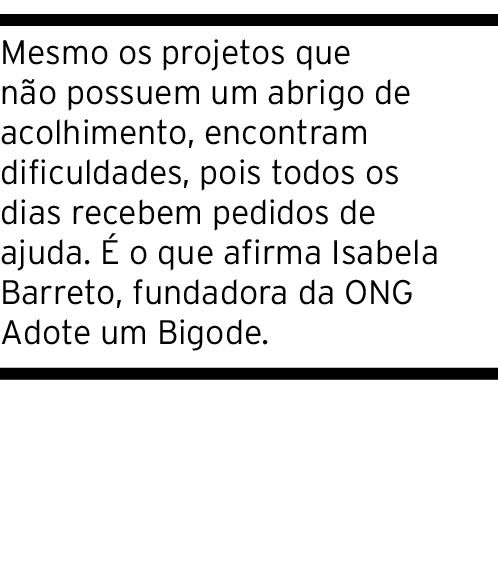 Mesmo os projetos que
não possuem um abrigo de
acolhimento, encontram
dificuldades, pois todos os
dias recebem pedidos de
ajuda. É o que afirma Isabela
Barreto, fundadora da ONG
Adote um Bigode.